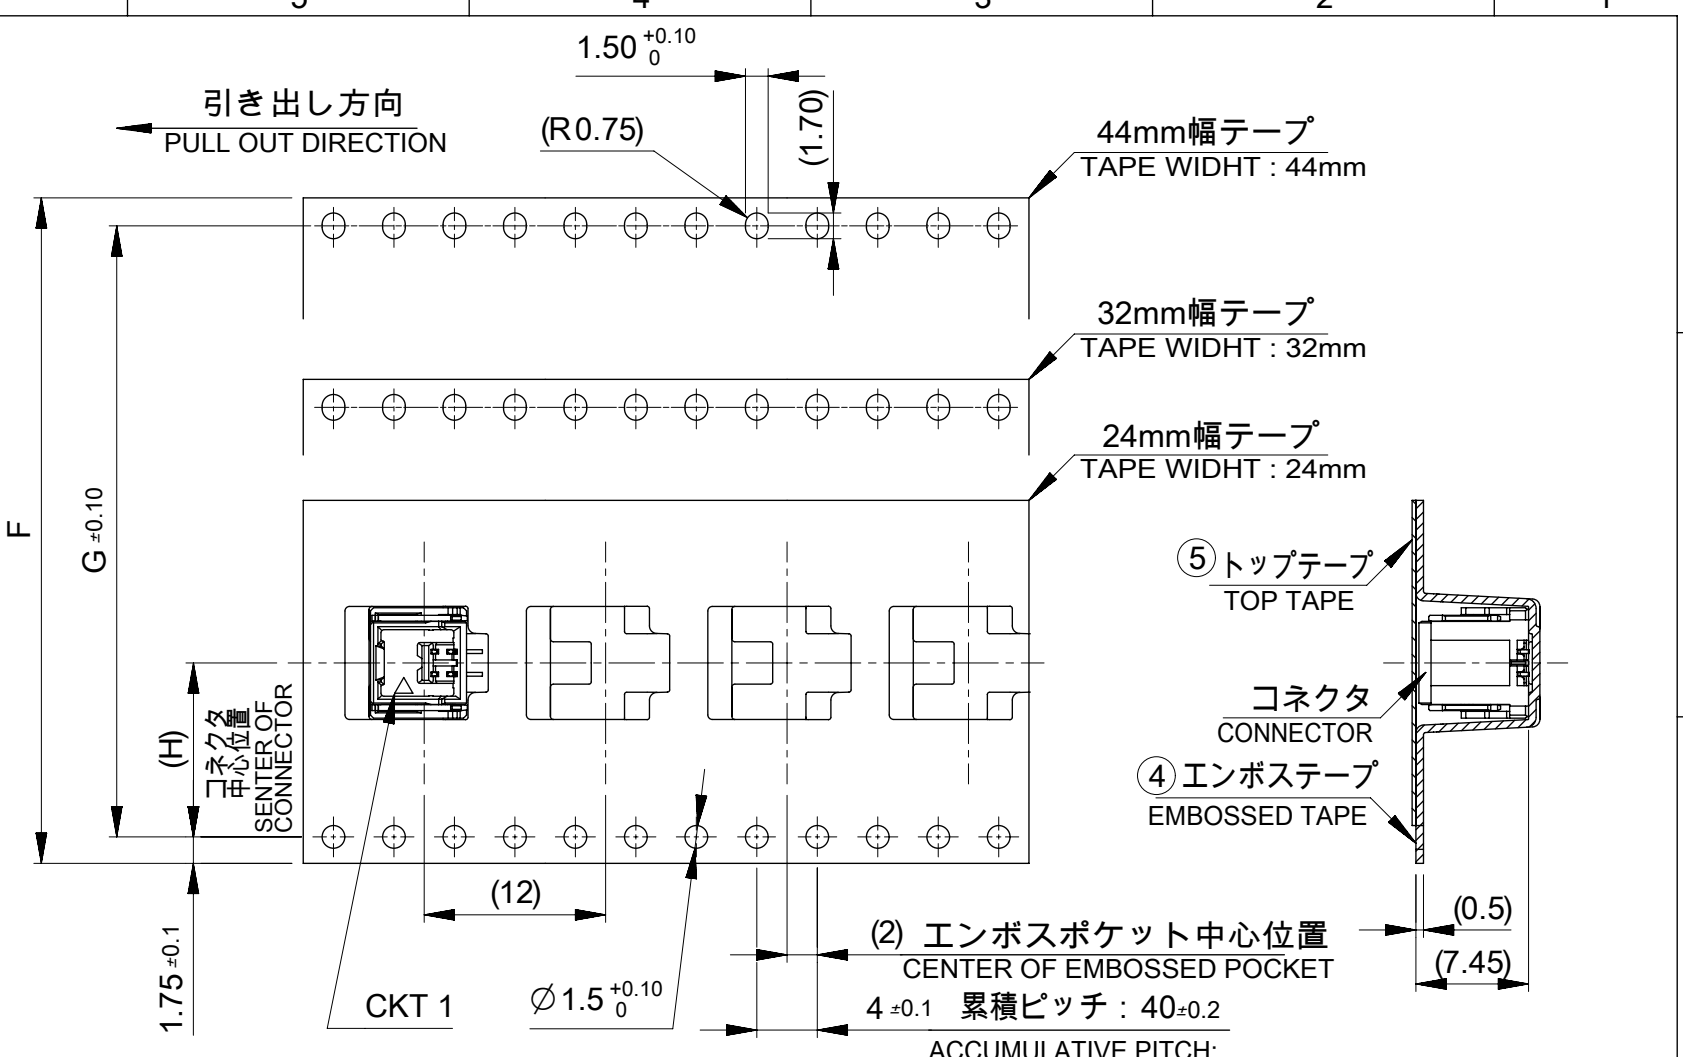 5 4 3 2 1
1.50 +0.10 0
引き出し方向
PULL OUT DIRECTION
(R0.75)
(1.70)
44mm幅テープ
TAPE WIDHT : 44mm
32mm幅テープ
TAPE WIDHT : 32mm
24mm幅テープ
TAPE WIDHT : 24mm
F
G ±0.10
(H)
コネクタ
中心位置
SENTER OF
CONNECTOR
1.75 ±0.1
⑤ トップテープ
TOP TAPE
コネクタ
CONNECTOR
④ エンボステープ
EMBOSSED TAPE
(12)
(0.5)
(7.45)
(2) エンボスポケット中心位置
CENTER OF EMBOSSED POCKET
CKT 1
∅1.5 +0.10 0
4 ±0.1 累積ピッチ : 40±0.2
ACCUMULATIVE PITCH: